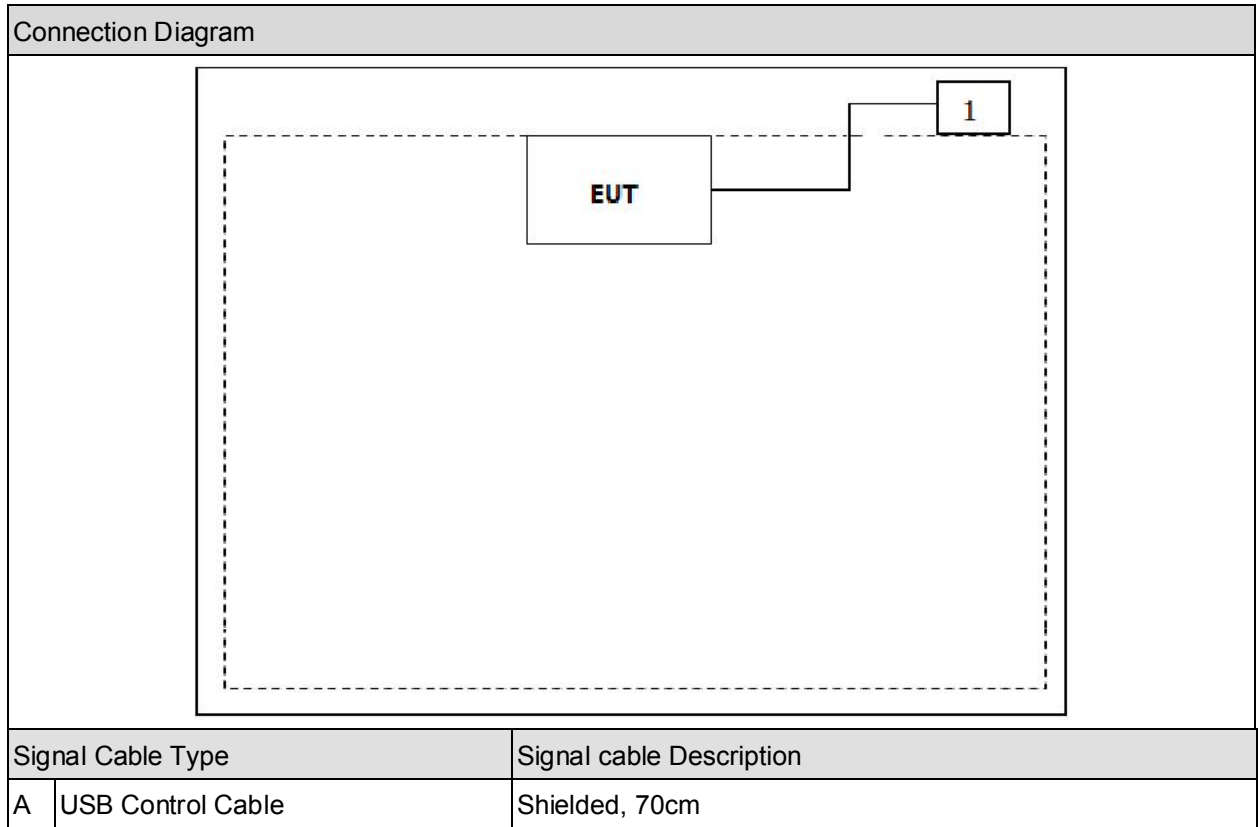 Connection Diagram
1
EUT
Signal Cable Type Signal cable Description
A USB Control Cable Shielded, 70cm